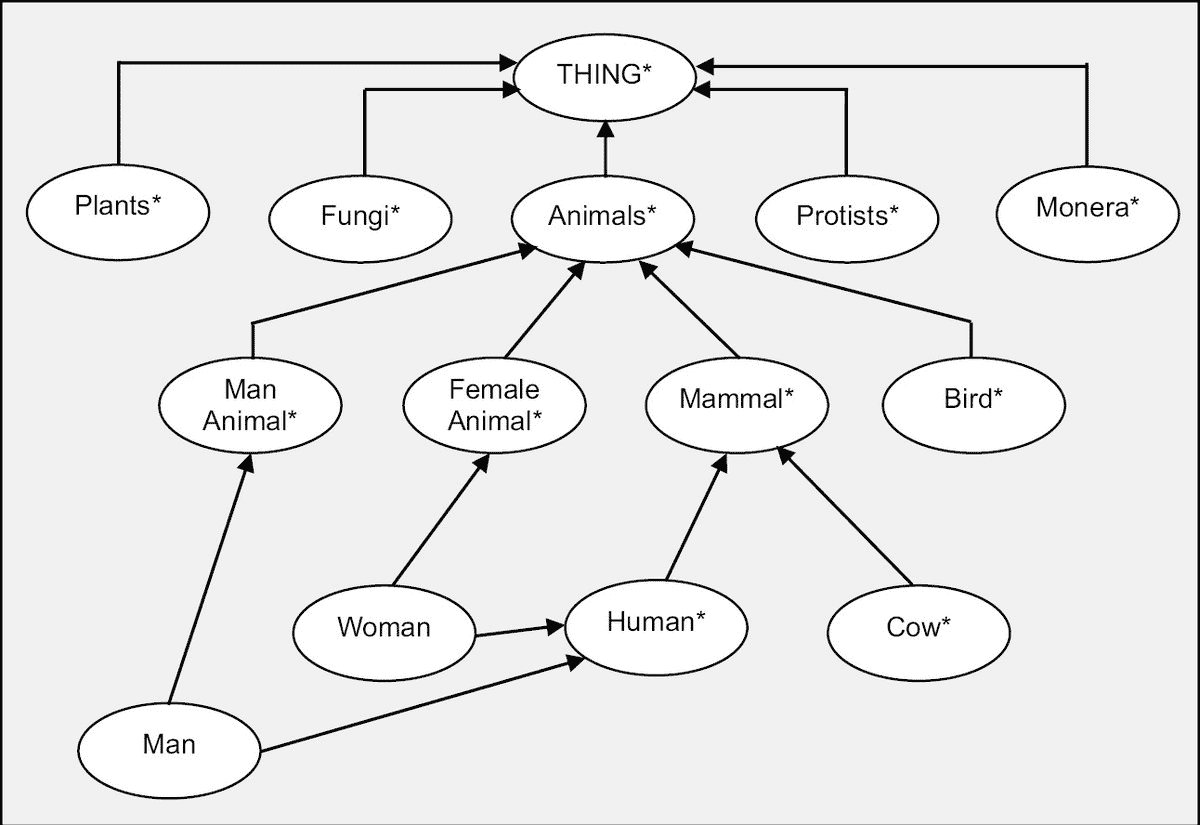 THING*
Plants*
Fungi*
Animals*
Protists*
Monera*
Man
Animal*
Female
Animal*
Mammal*
Bird*
Woman
Human*
Cow*
Man